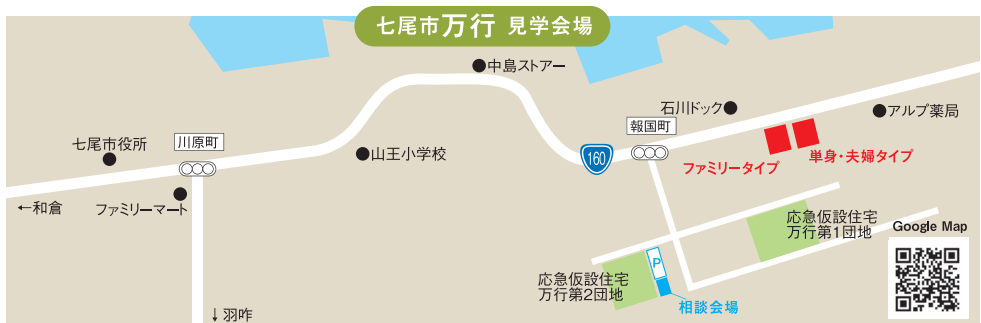 七尾市万行 見学会場
中島ストアー
石川ドック
アルプ薬局
報国町
川原町
七尾市役所
山王小学校
160
ファミリータイプ
単身・夫婦タイプ
←和倉
ファミリーマート
応急仮設住宅
万行第1団地
Google Map
P
応急仮設住宅
万行第2団地
相談会場
↓羽咋